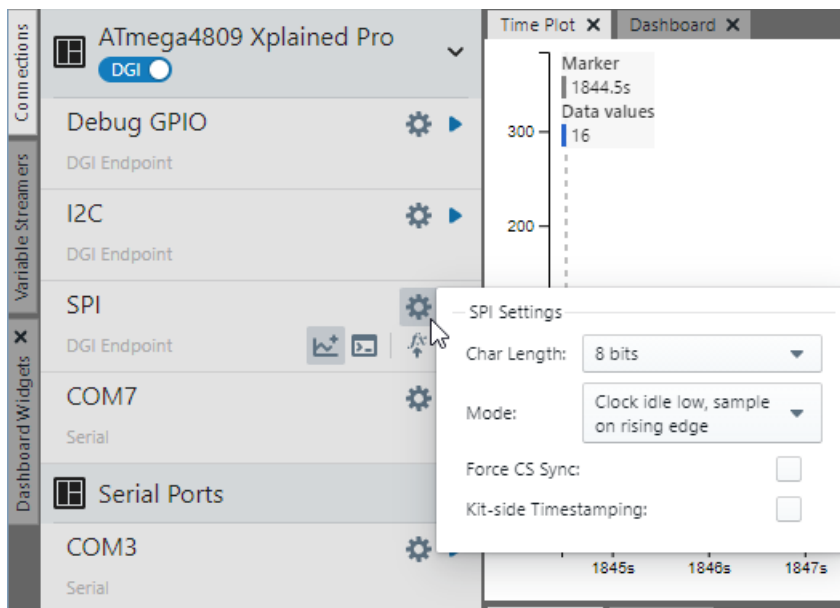 Connections
Variable Streamers
Dashboard Widgets
ATmega4809 Xplained Pro
DGI
Debug GPIO
DGI Endpoint
I2C
DGI Endpoint
SPI
DGI Endpoint
fx
COM7
Serial
Serial Ports
COM3
Serial
Time Plot
Dashboard
Marker
1844.5s
Data values
16
300
200
SPI Settings
Char Length: 8 bits
Mode: Clock idle low, sample
on rising edge
Force CS Sync:
Kit-side Timestamping:
1845s 1846s 1847s